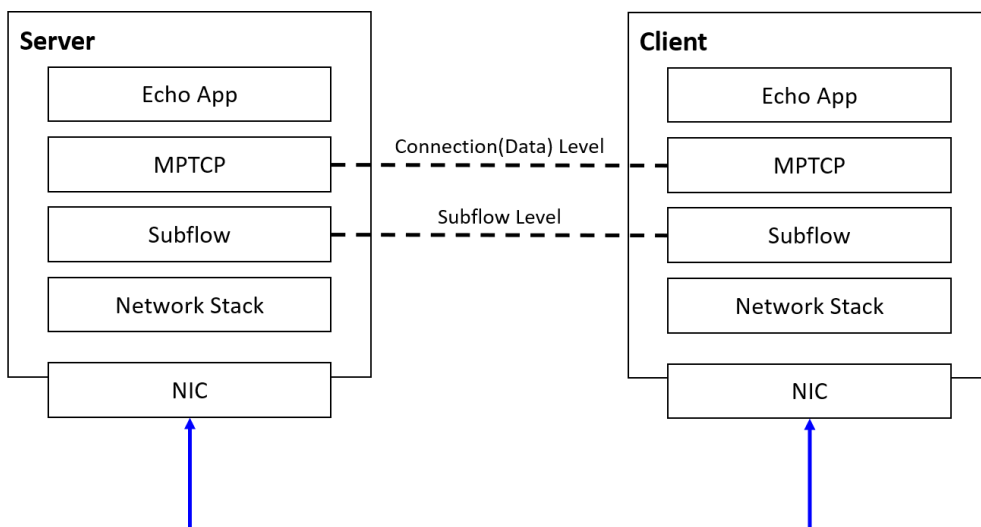 Server
Echo App
MPTCP
Subflow
Network Stack
NIC
Connection(Data) Level
Subflow Level
Client
Echo App
MPTCP
Subflow
Network Stack
NIC